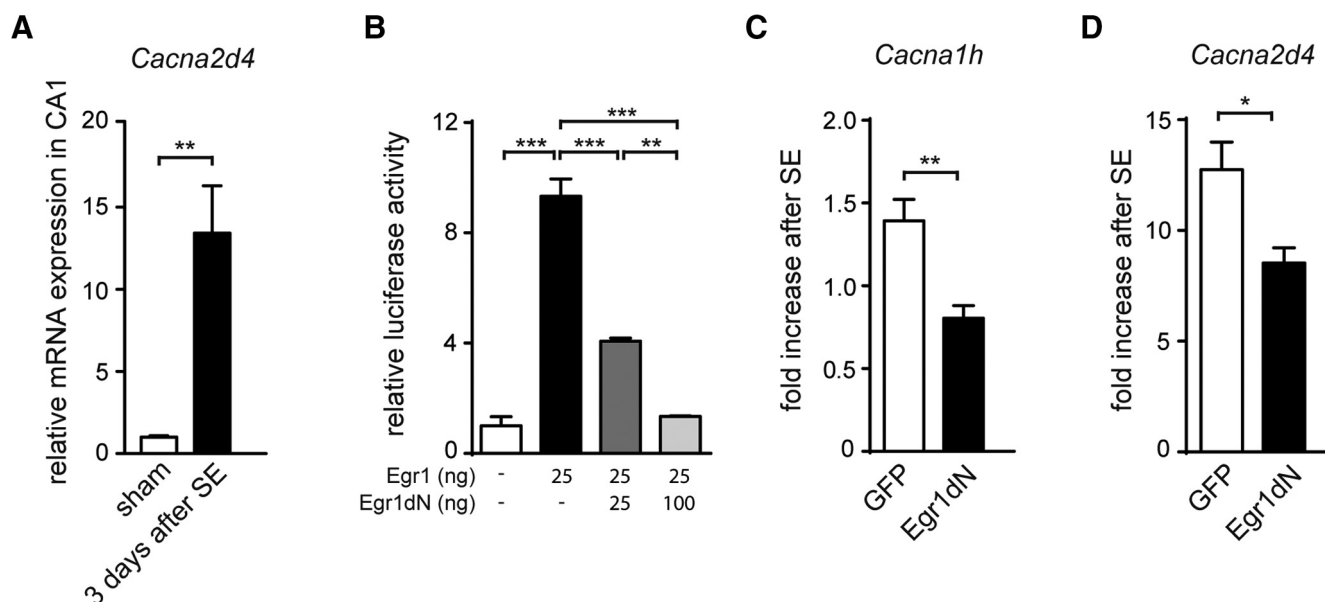 A
Cacna2d4
relative mRNA expression in CA1
20
15
10
5
0
**
sham
3 days after SE
B
relative luciferase activity
12
8
4
0
***
*** *** **
Egr1 (ng) - 25 25 25
Egr1dN (ng) - - 25 100
C
Cacna1h
fold increase after SE
2.0
1.5
1.0
0.5
0
**
GFP
Egr1dN
D
Cacna2d4
fold increase after SE
15
10
5
0
*
GFP
Egr1dN